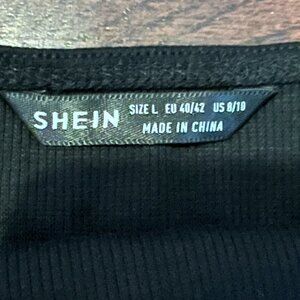 SHEIN
SIZE L EU 40/42 US 8/10
MADE IN CHINA